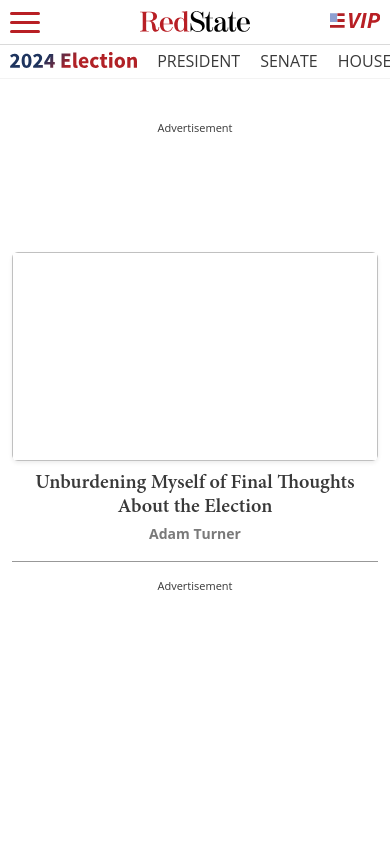 RedState
VIP
2024 Election PRESIDENT SENATE HOUSE
Advertisement
Unburdening Myself of Final Thoughts
About the Election
Adam Turner
Advertisement